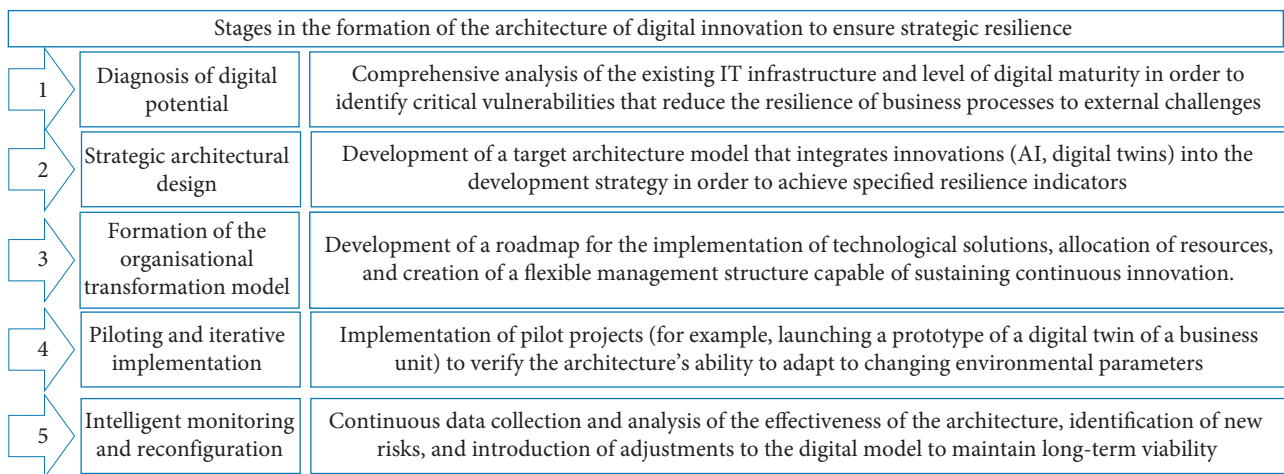 Stages in the formation of the architecture of digital innovation to ensure strategic resilience
1
Diagnosis of digital
potential
Comprehensive analysis of the existing IT infrastructure and level of digital maturity in order to
identify critical vulnerabilities that reduce the resilience of business processes to external challenges
2
Strategic architectural
design
Development of a target architecture model that integrates innovations (AI, digital twins) into the
development strategy in order to achieve specified resilience indicators
3
Formation of the
organisational
transformation model
Development of a roadmap for the implementation of technological solutions, allocation of resources,
and creation of a flexible management structure capable of sustaining continuous innovation.
4
Piloting and iterative
implementation
Implementation of pilot projects (for example, launching a prototype of a digital twin of a business
unit) to verify the architecture's ability to adapt to changing environmental parameters
5
Intelligent monitoring
and reconfiguration
Continuous data collection and analysis of the effectiveness of the architecture, identification of new
risks, and introduction of adjustments to the digital model to maintain long-term viability